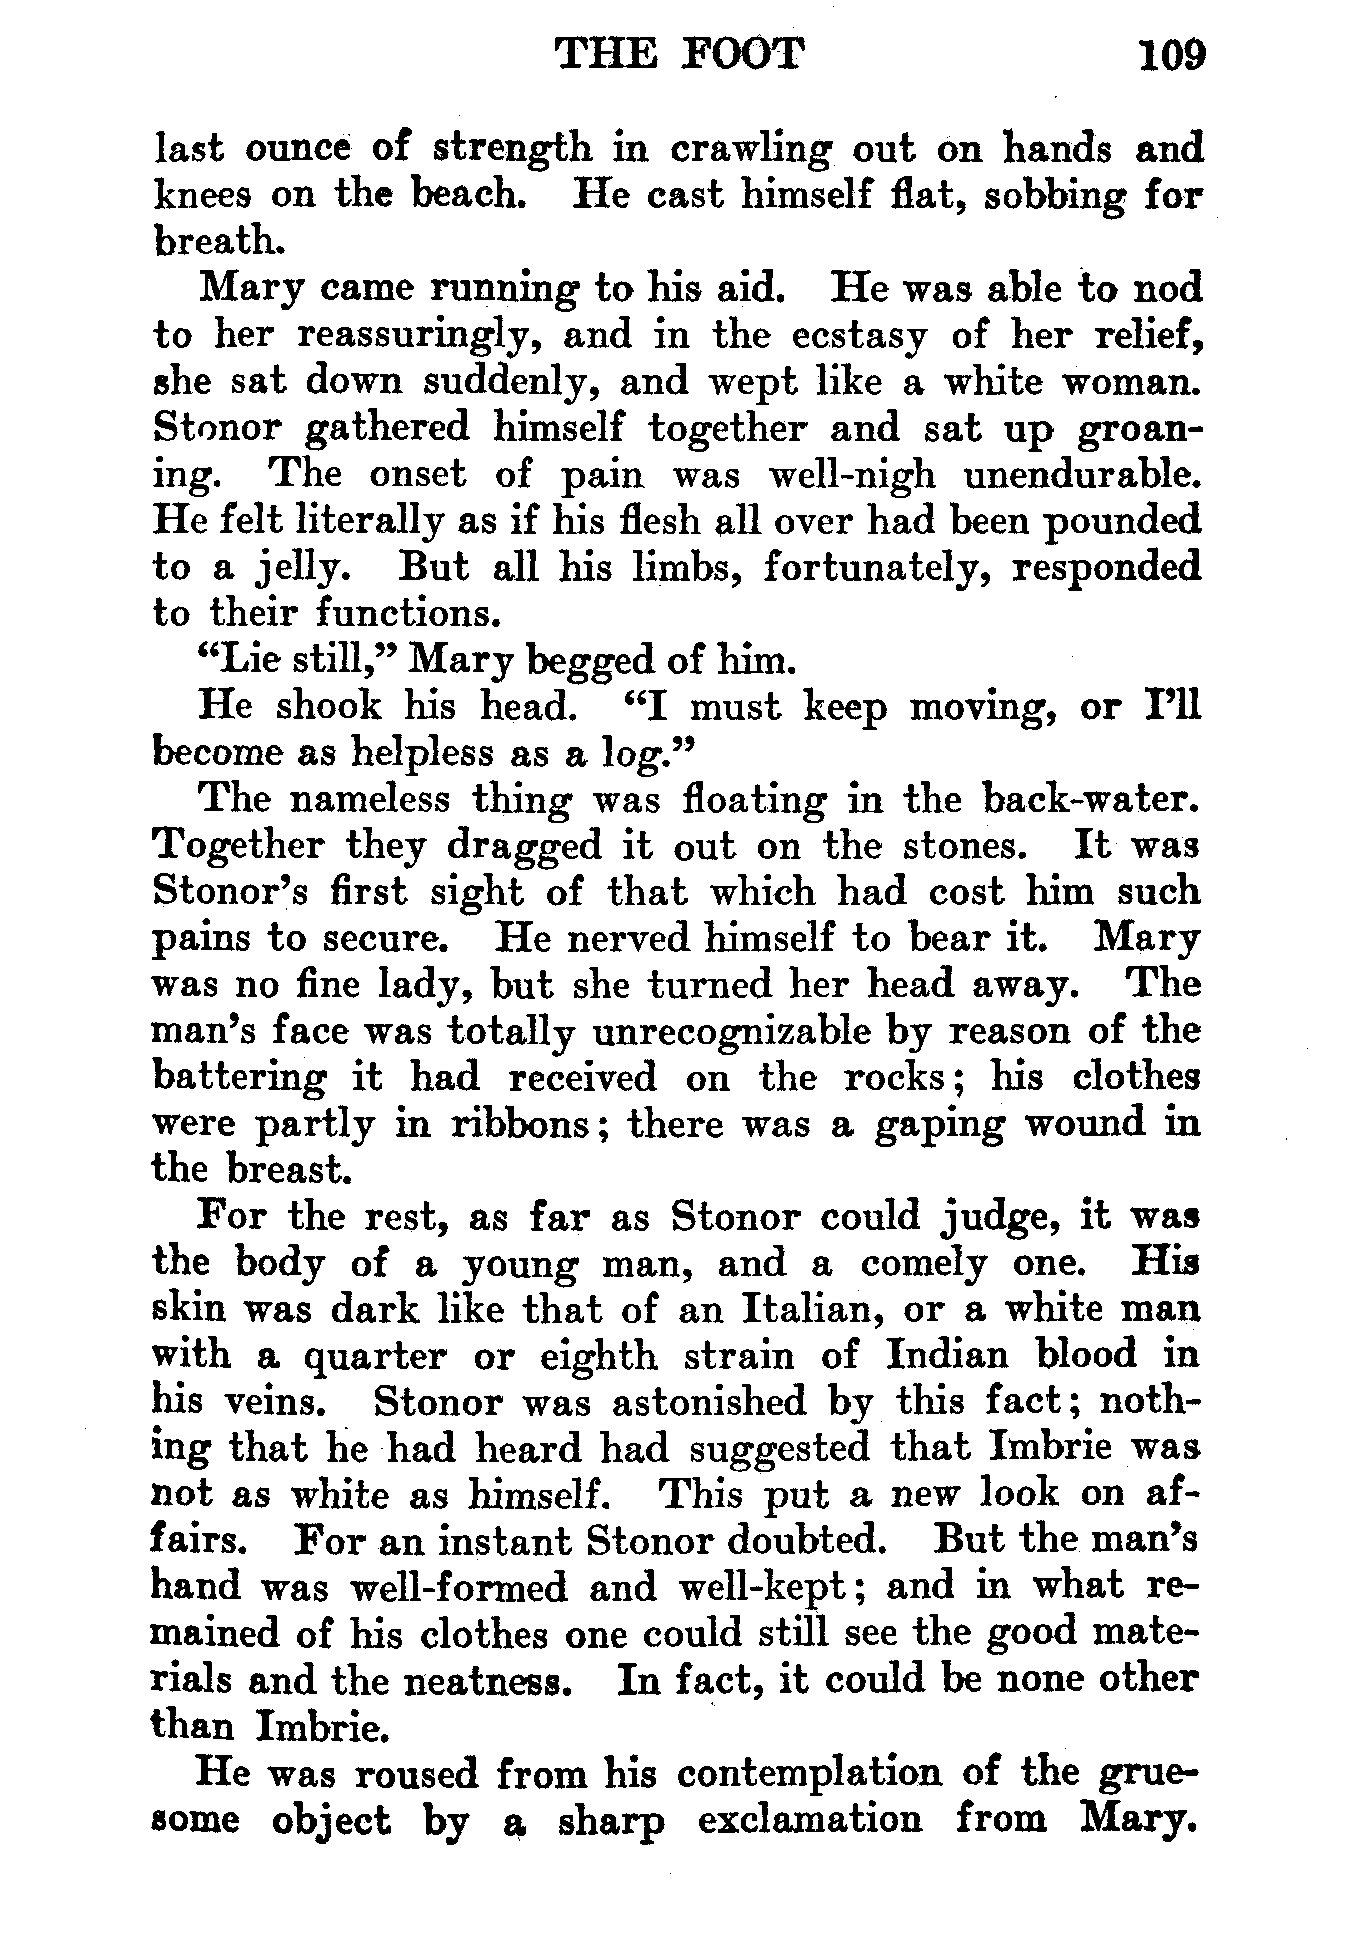 THE FOOT 109
last ounce of strength in crawling out on hands and
knees on the beach. He cast himself flat, sobbing for
breath.
Mary came running to his aid. He was able to nod
to her reassuringly, and in the ecstasy of her relief,
she sat down suddenly, and wept like a white woman.
Stonor gathered himself together and sat up groan-
ing. The onset of pain was well-nigh unendurable.
He felt literally as if his flesh all over had been pounded
to a jelly. But all his limbs, fortunately, responded
to their functions.
“Lie still,” Mary begged of him.
He shook his head. “I must keep moving, or I’ll
become as helpless as a log.”
The nameless thing was floating in the back-water.
Together they dragged it out on the stones. It was
Stonor’s first sight of that which had cost him such
pains to secure. He nerved himself to bear it. Mary
was no fine lady, but she turned her head away. The
man’s face was totally unrecognizable by reason of the
battering it had received on the rocks; his clothes
were partly in ribbons; there was a gaping wound in
the breast.
For the rest, as far as Stonor could judge, it was
the body of a young man, and a comely one. His
skin was dark like that of an Italian, or a white man
with a quarter or eighth strain of Indian blood in
his veins. Stonor was astonished by this fact; noth-
ing that he had heard had suggested that Imbrie was
not as white as himself. This put a new look on af-
fairs. For an instant Stonor doubted. But the man’s
hand was well-formed and well-kept; and in what re-
mained of his clothes one could still see the good mate-
rials and the neatness. In fact, it could be none other
than Imbrie.
He was roused from his contemplation of the grue-
some object by a sharp exclamation from Mary.